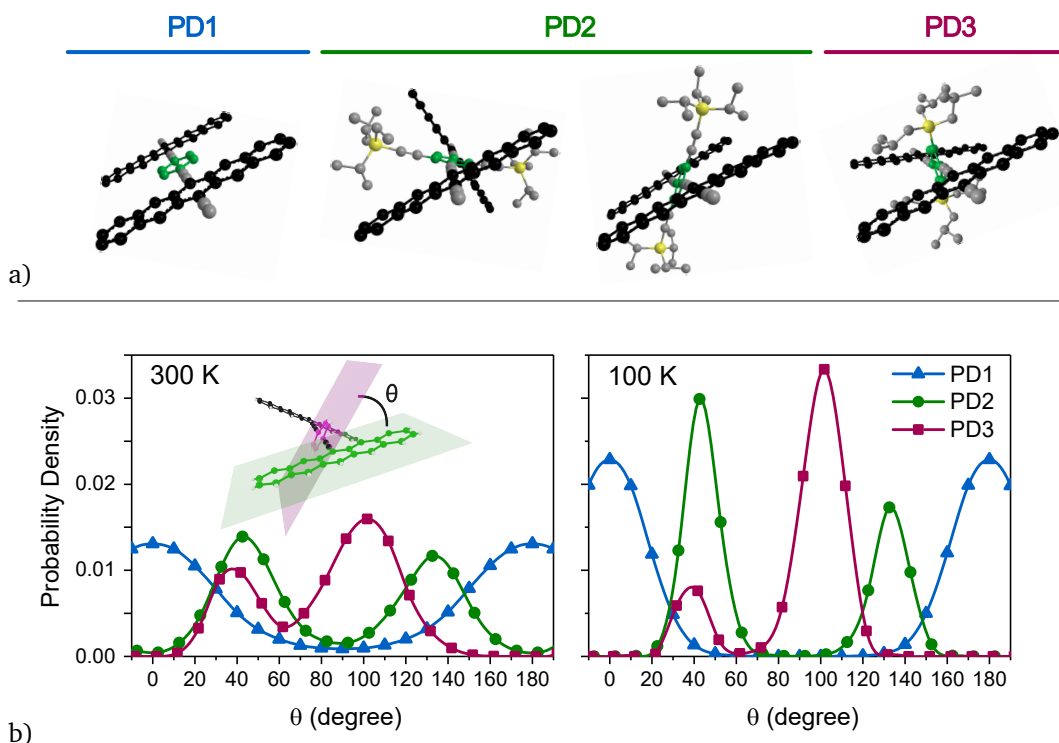 PD1 PD2 PD3
a)
300 K
θ
100 K
PD1
PD2
PD3
Probability Density
0.03
0.02
0.01
0.00
0 20 40 60 80 100 120 140 160 180
0 20 40 60 80 100 120 140 160 180
θ (degree)
θ (degree)
b)